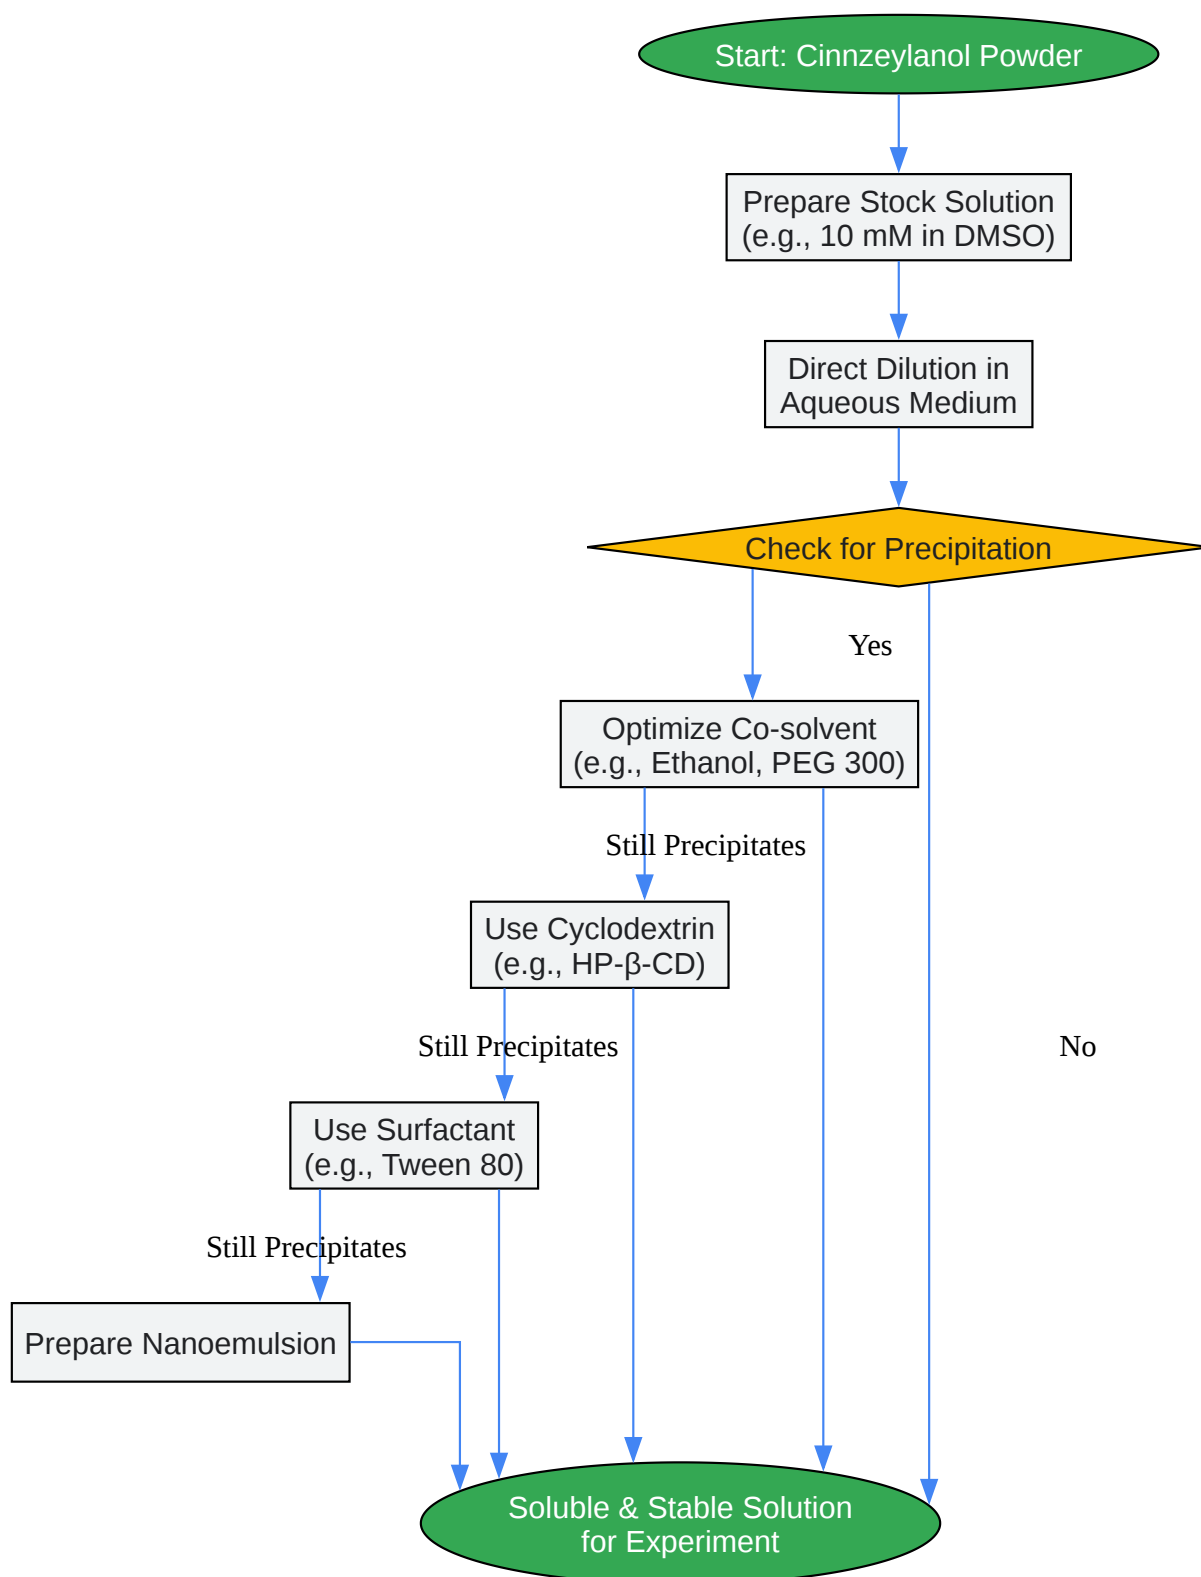 Start: Cinnzeylanol Powder
Prepare Stock Solution
(e.g., 10 mM in DMSO)
Direct Dilution in
Aqueous Medium
Check for Precipitation
Yes
Optimize Co-solvent
(e.g., Ethanol, PEG 300)
Still Precipitates
Use Cyclodextrin
(e.g., HP-β-CD)
Still Precipitates
No
Use Surfactant
(e.g., Tween 80)
Still Precipitates
Prepare Nanoemulsion
Soluble & Stable Solution
for Experiment